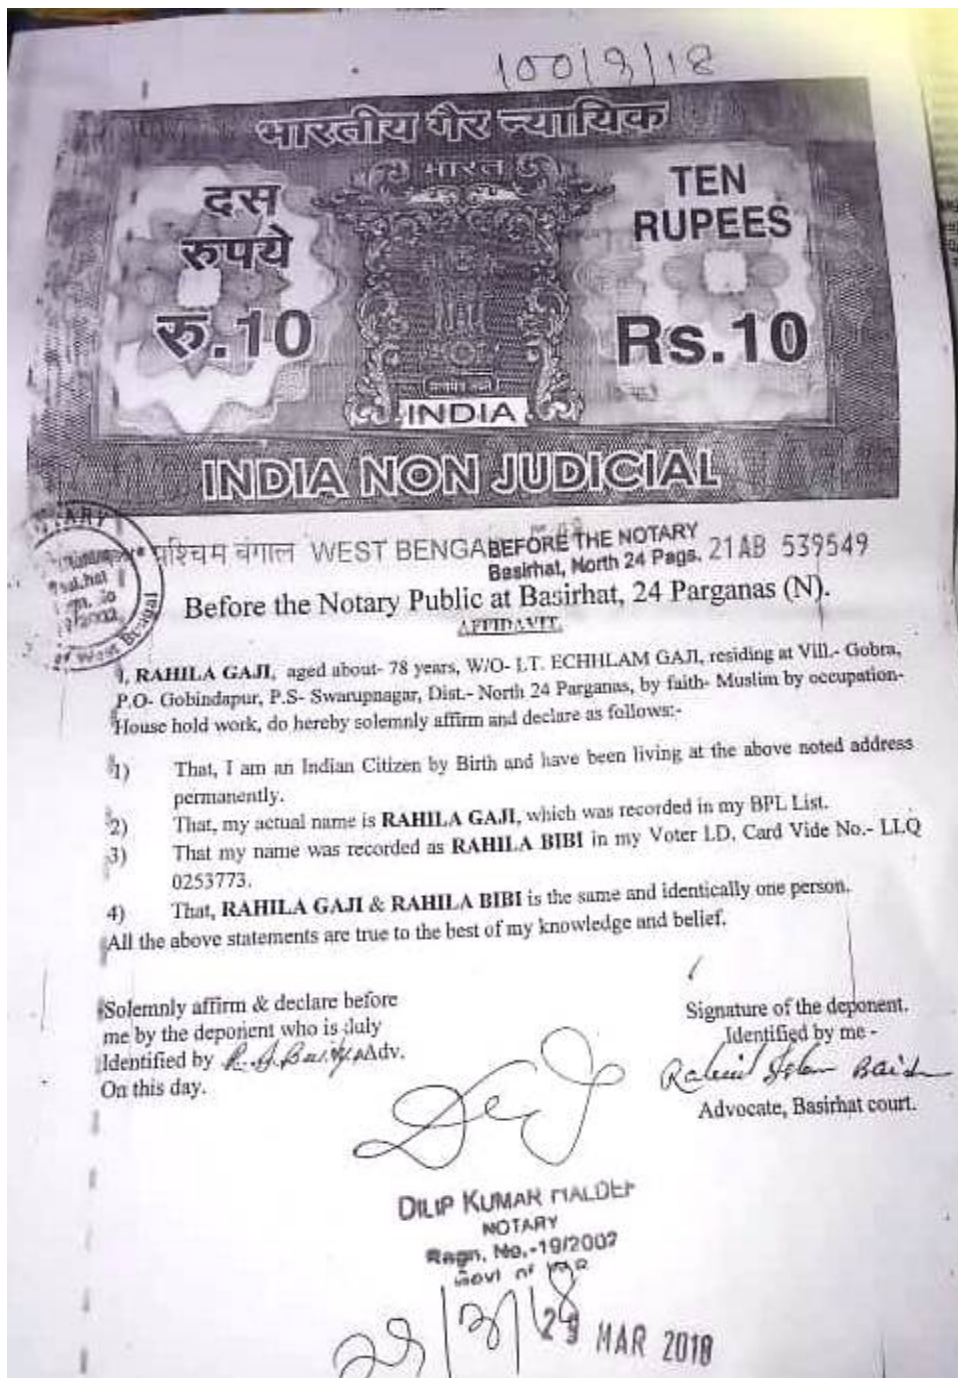 100/3/18
भारतीय गैर न्यायिक
भारत
दस
रुपये
रु.10
TEN
RUPEES
Rs.10
सत्यमेव जयते
INDIA
INDIA NON JUDICIAL
पश्चिम बंगाल WEST BENGAL
BEFORE THE NOTARY
Basirhat, North 24 Pags.
21AB 539549
Before the Notary Public at Basirhat, 24 Parganas (N).
AFFIDAVIT.
I, RAHILA GAJI, aged about- 78 years, W/O- LT. ECHHLAM GAJI, residing at Vill.- Gobra,
P.O- Gobindapur, P.S- Swarupnagar, Dist.- North 24 Parganas, by faith- Muslim by occupation-
House hold work, do hereby solemnly affirm and declare as follows:-
1) That, I am an Indian Citizen by Birth and have been living at the above noted address
permanently.
2) That, my actual name is RAHILA GAJI, which was recorded in my BPL List.
3) That my name was recorded as RAHILA BIBI in my Voter I.D. Card Vide No.- LLQ
0253773.
4) That, RAHILA GAJI & RAHILA BIBI is the same and identically one person.
All the above statements are true to the best of my knowledge and belief.
Solemnly affirm & declare before
me by the deponent who is duly
Identified by Adv.
On this day.
Signature of the deponent.
Identified by me -
Advocate, Basirhat court.
DILIP KUMAR HALDER
NOTARY
Regn. No.-19/2002
Govt of
29 MAR 2018